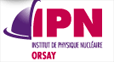 IPN
INSTITUT DE PHYSIQUE NUCLÉAIRE
ORSAY